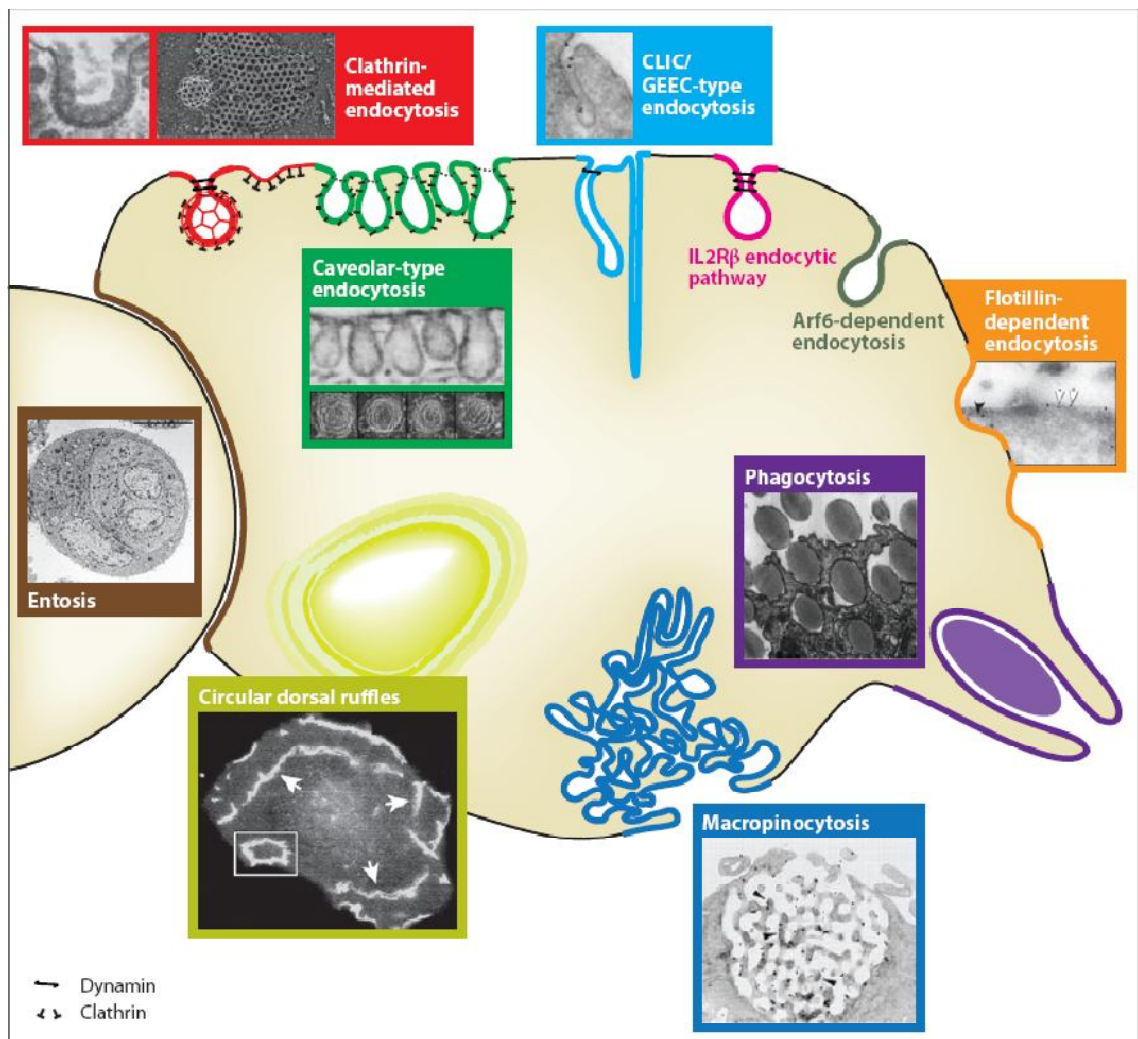 Clathrin-
mediated
endocytosis
CLIC/
GEEC-type
endocytosis
IL2Rβ endocytic
pathway
Caveolar-type
endocytosis
Arf6-dependent
endocytosis
Flotillin-
dependent
endocytosis
Phagocytosis
Entosis
Circular dorsal ruffles
Macropinocytosis
Dynamin
Clathrin